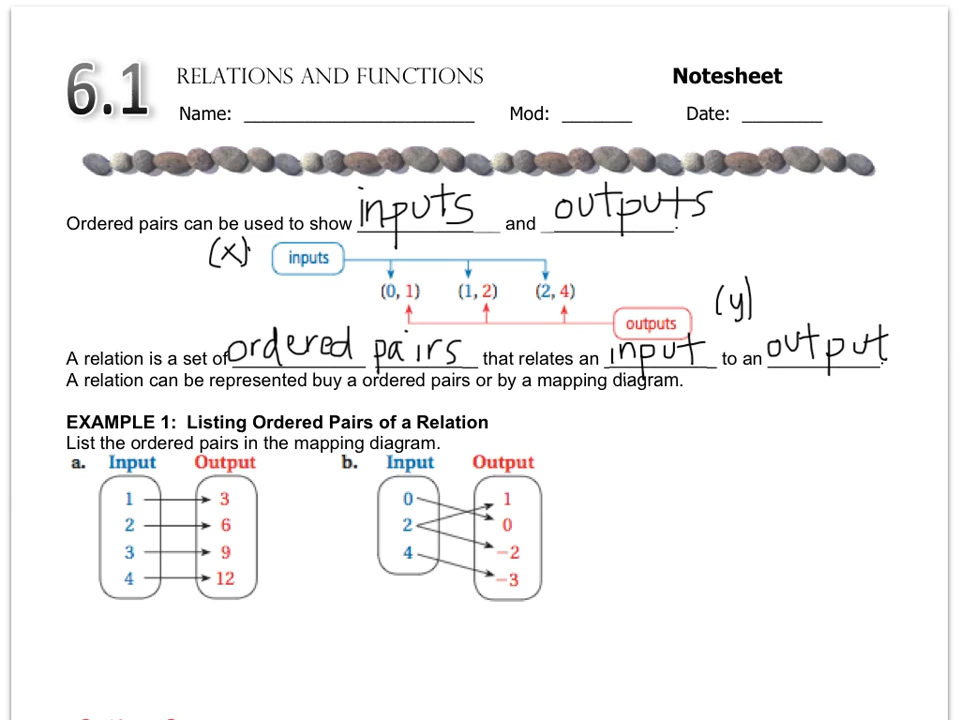 6.1 RELATIONS AND FUNCTIONS Notesheet
Name: ____________ Mod: ______ Date: ______
Ordered pairs can be used to show inputs and outputs.
(x) inputs
(0, 1) (1, 2) (2, 4) (y)
outputs
A relation is a set of ordered pairs that relates an input to an output.
A relation can be represented buy a ordered pairs or by a mapping diagram.
EXAMPLE 1: Listing Ordered Pairs of a Relation
List the ordered pairs in the mapping diagram.
a. Input Output b. Input Output
1 3 0 1
2 6 2 0
3 9 4 -2
4 12 -3